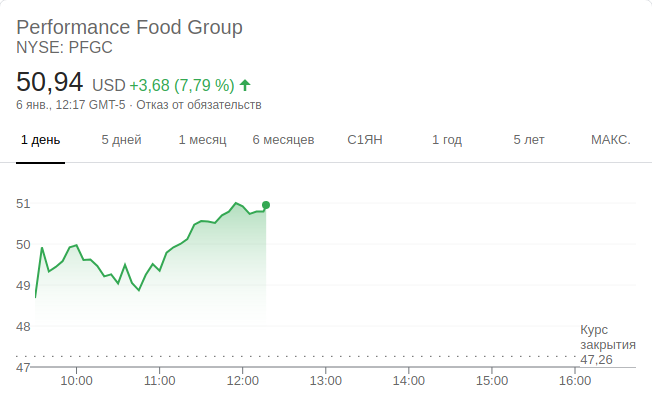 Performance Food Group
NYSE: PFGC
50,94 USD +3,68 (7,79 %)
6 янв., 12:17 GMT-5 · Отказ от обязательств
1 день 5 дней 1 месяц 6 месяцев С1ЯН 1 год 5 лет МАКС.
51
50
49
48
Курс
закрытия
47,26
47
10:00 11:00 12:00 13:00 14:00 15:00 16:00